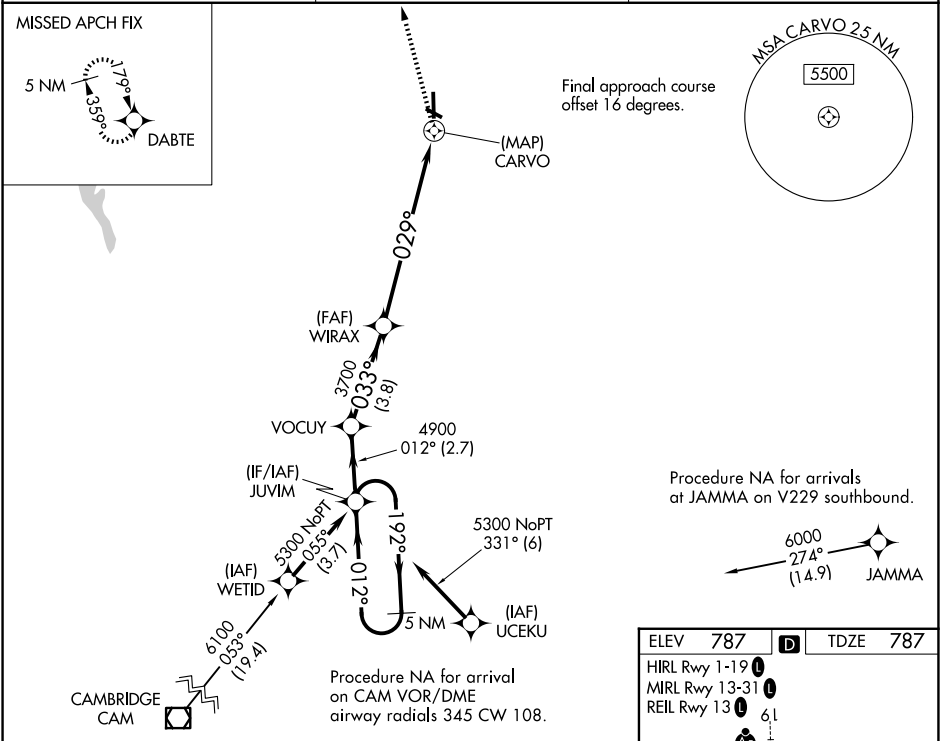 MISSED APCH FIX
5 NM
179°
359°
DABTE
Final approach course
offset 16 degrees.
MSA CARVO 25 NM
5500
(MAP)
CARVO
029°
(FAF)
WIRAX
3700
033°
(3.8)
VOCUY
4900
012° (2.7)
(IF/IAF)
JUVIM
5300 NoPT
055°
(3.7)
192°
012°
5 NM
5300 NoPT
331° (6)
(IAF)
WETID
(IAF)
UCEKU
6100
053°
(19.4)
CAMBRIDGE
CAM
Procedure NA for arrival
on CAM VOR/DME
airway radials 345 CW 108.
Procedure NA for arrivals
at JAMMA on V229 southbound.
6000
274°
(14.9)
JAMMA
ELEV 787 D TDZE 787
HIRL Rwy 1-19 L
MIRL Rwy 13-31 L
REIL Rwy 13 L
19